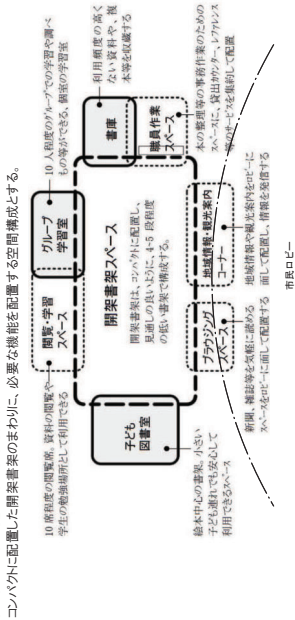 コンパクトに配置した開架書架のまわりに、必要な機能を配置する空間構成とする。
10 席程度の閲覧席、資料の閲覧や
学生の勉強場所として利用できる
閲覧・学習
スペース
グループ
学習室
10 人程度のグループでの学習や調べ
もの等ができる、個室の学習室
利用頻度の高く
ない資料や、複
本等を収蔵する
書庫
子ども
図書室
絵本中心の書架。小さい
子ども連れでも安心して
利用できるスペース
開架書架スペース
開架書架は、コンパクトに配置し、
見通しの良いように、4~5 段程度
の低い書架で構成する。
職員作業
スペース
本の整理等の事務作業のための
スペースに、貸出カウンター、レファレンス
等のサービスを集約して配置
ブラウジング
スペース
新聞、雑誌等を気軽に読める
スペースをロビーに面して配置する
地域情報・観光案内
コーナー
地域情報や観光案内をロビーに
面して配置し、情報を発信する
市民ロビー